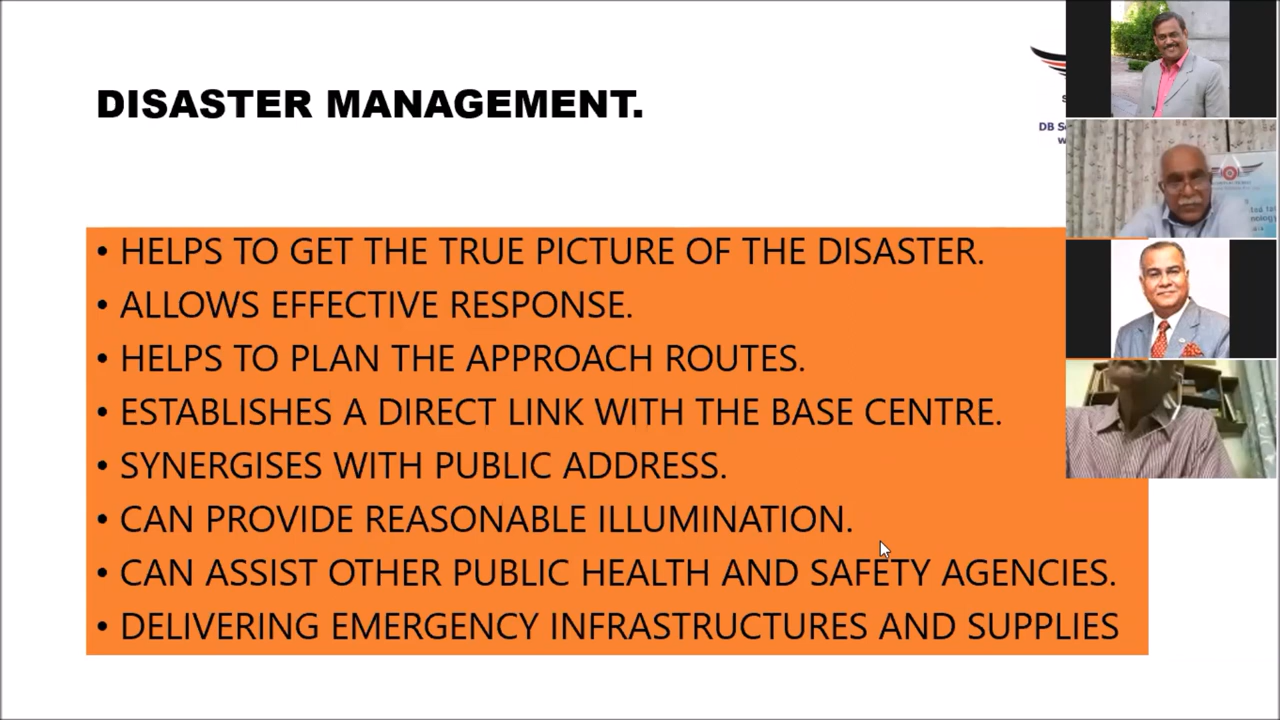 DISASTER MANAGEMENT.
DB
• HELPS TO GET THE TRUE PICTURE OF THE DISASTER.
• ALLOWS EFFECTIVE RESPONSE.
• HELPS TO PLAN THE APPROACH ROUTES.
• ESTABLISHES A DIRECT LINK WITH THE BASE CENTRE.
• SYNERGISES WITH PUBLIC ADDRESS.
• CAN PROVIDE REASONABLE ILLUMINATION.
• CAN ASSIST OTHER PUBLIC HEALTH AND SAFETY AGENCIES.
• DELIVERING EMERGENCY INFRASTRUCTURES AND SUPPLIES